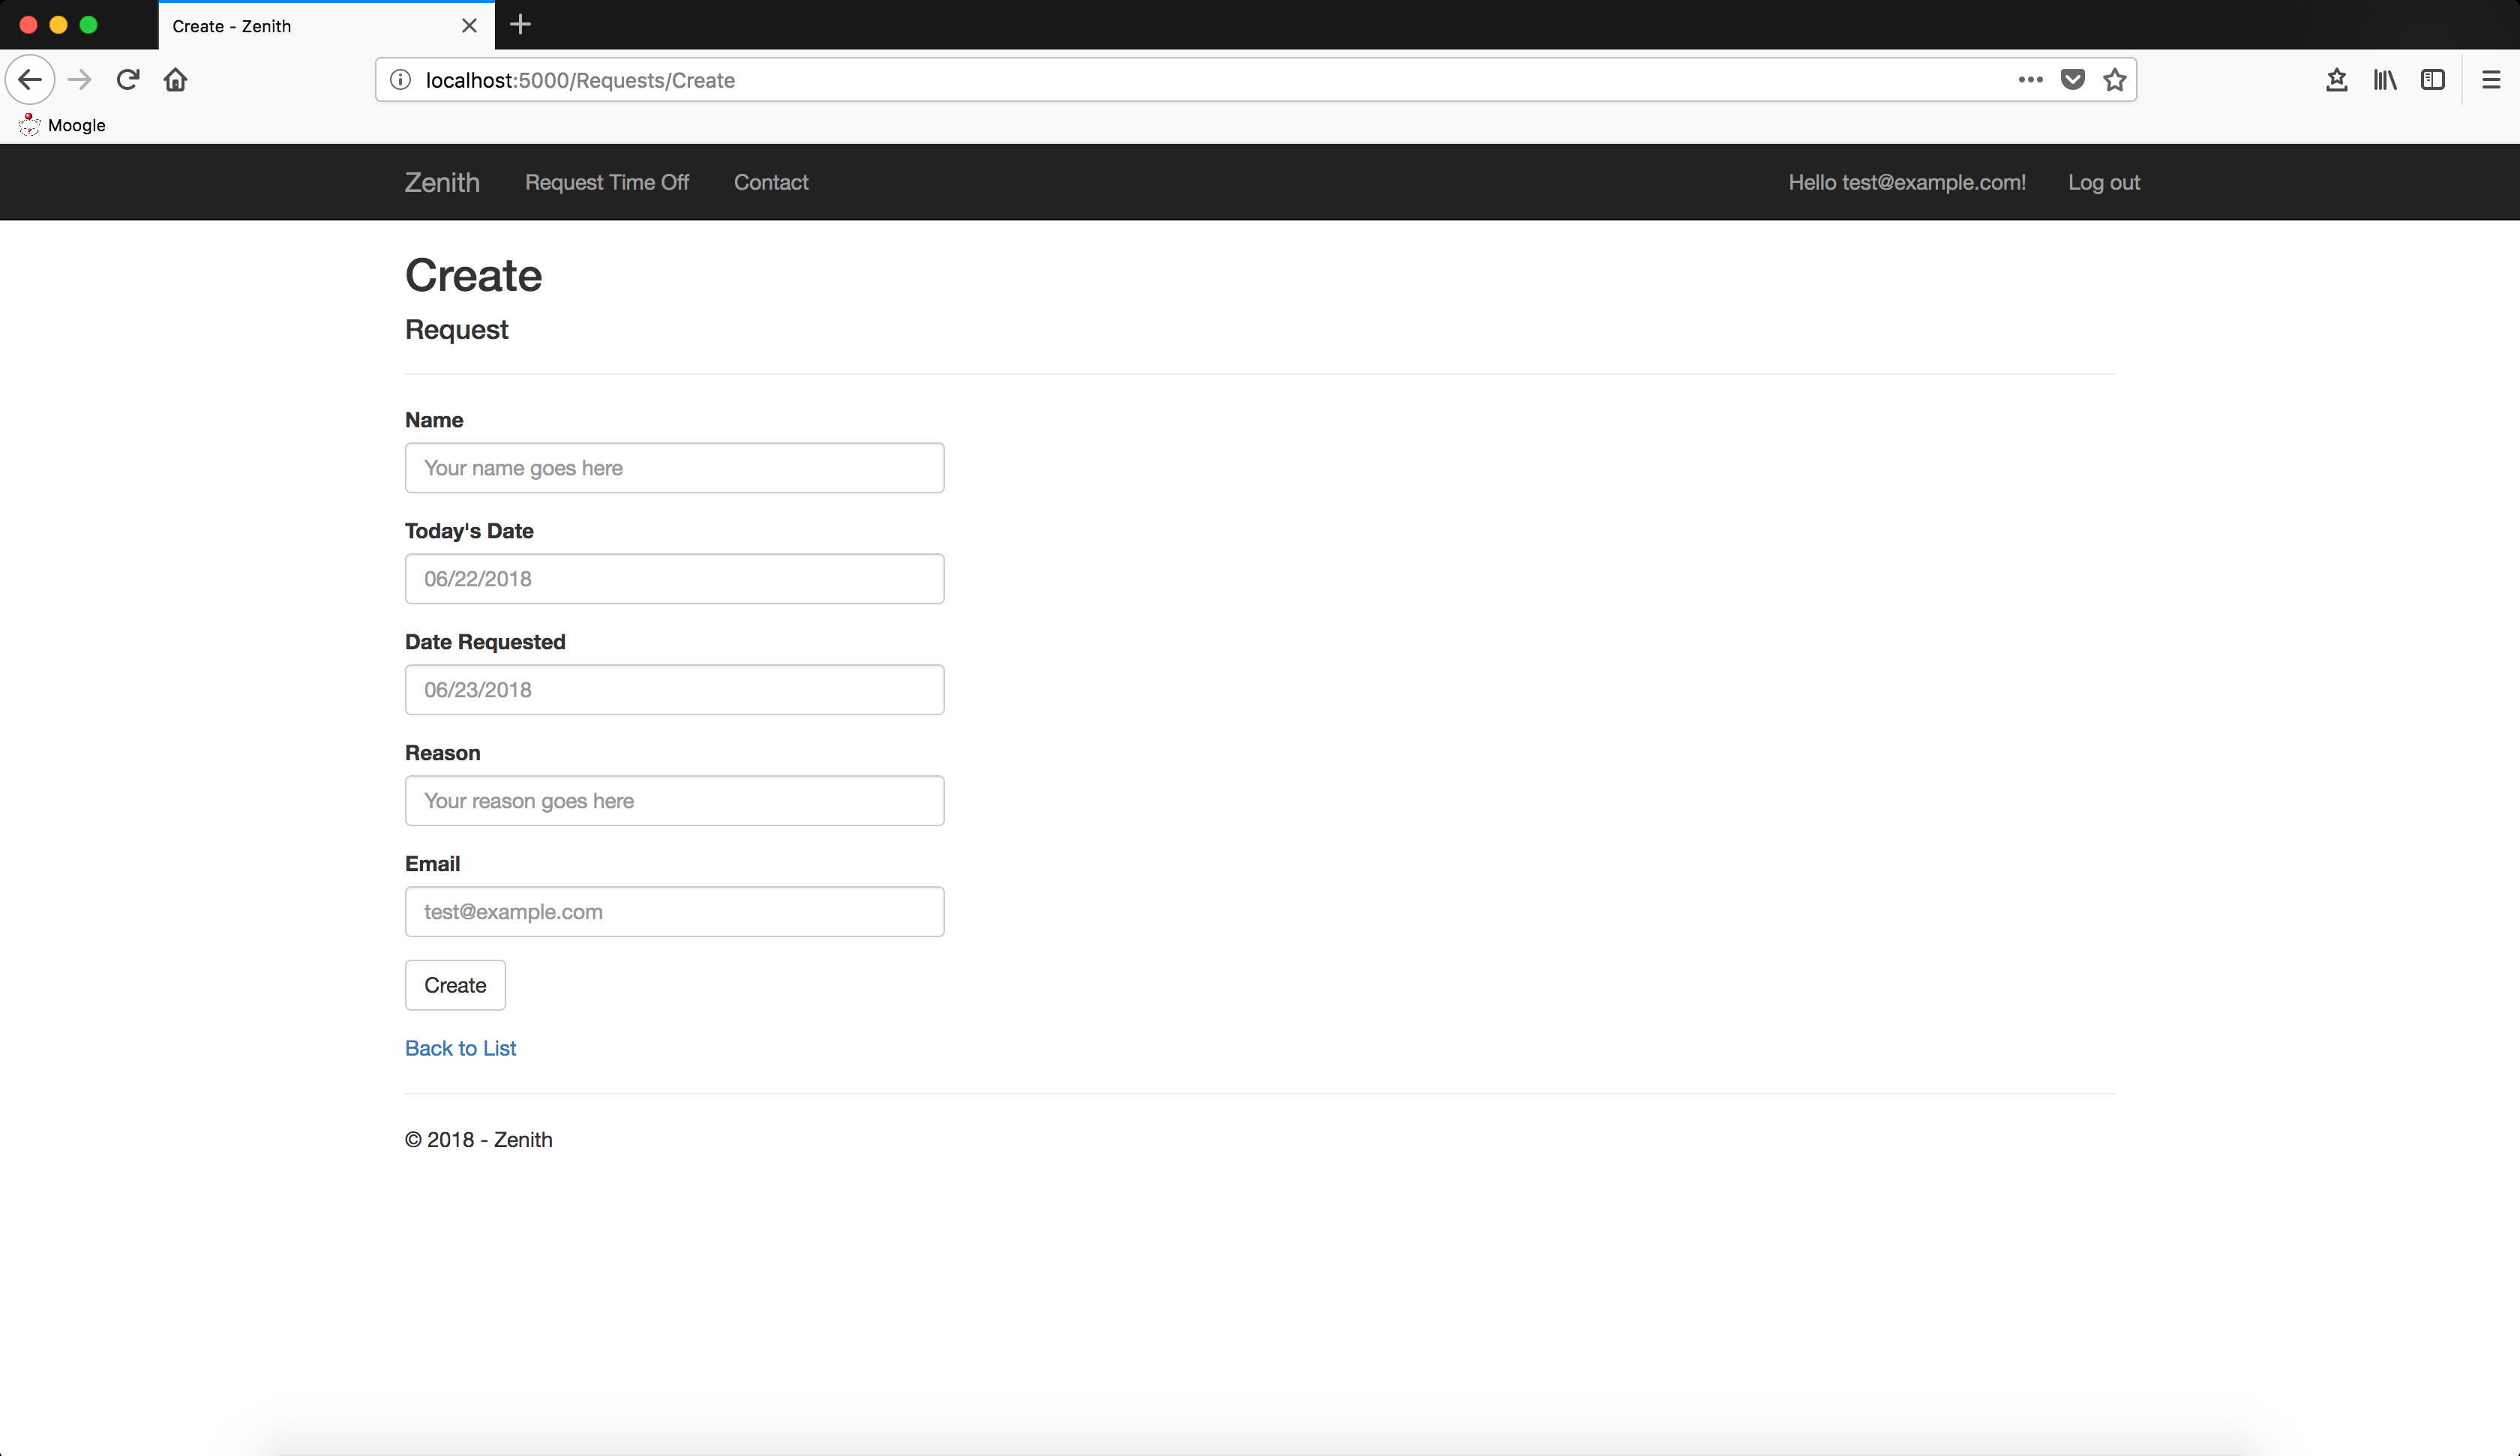 Create - Zenith
localhost:5000/Requests/Create
Moogle
Zenith Request Time Off Contact Hello test@example.com! Log out
Create
Request
Name
Your name goes here
Today's Date
06/22/2018
Date Requested
06/23/2018
Reason
Your reason goes here
Email
test@example.com
Create
Back to List
© 2018 - Zenith